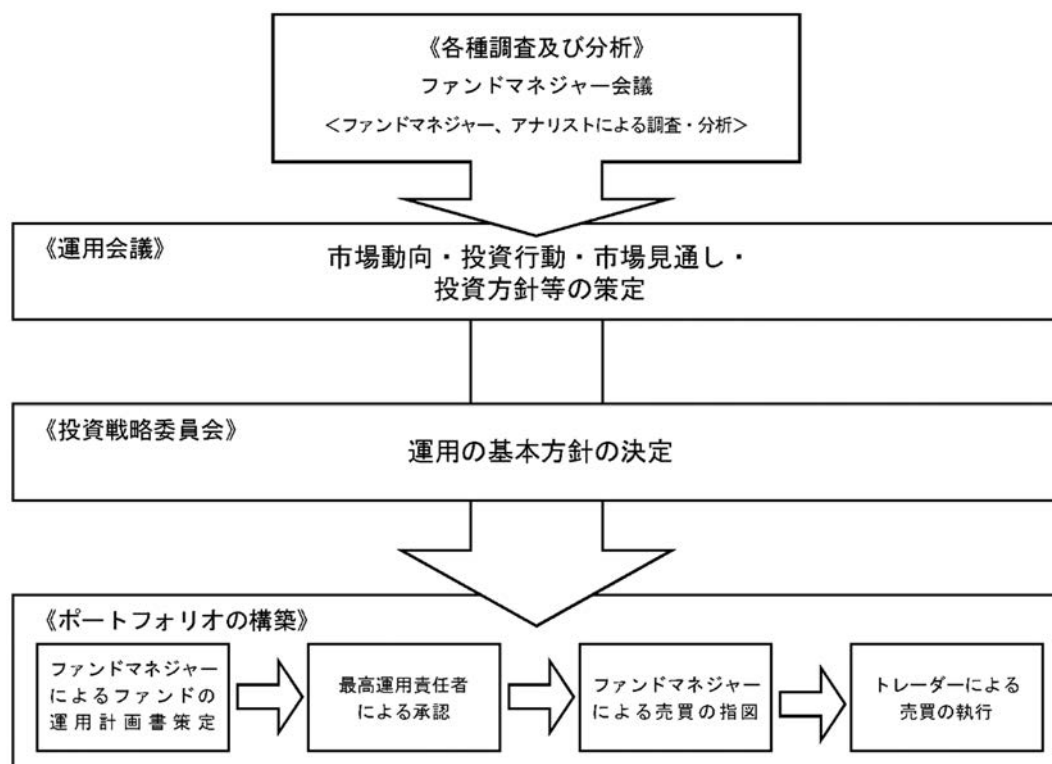 《各種調査及び分析》
ファンドマネジャー会議
＜ファンドマネジャー、アナリストによる調査・分析＞
《運用会議》
市場動向・投資行動・市場見通し・
投資方針等の策定
《投資戦略委員会》
運用の基本方針の決定
《ポートフォリオの構築》
ファンドマネジャー
によるファンドの
運用計画書策定
最高運用責任者
による承認
ファンドマネジャー
による売買の指図
トレーダーによる
売買の執行